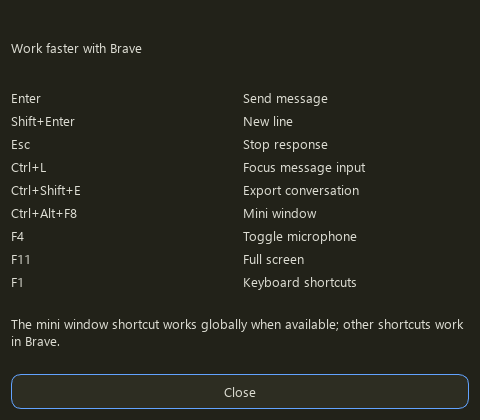 Work faster with Brave
Enter Send message
Shift+Enter New line
Esc Stop response
Ctrl+L Focus message input
Ctrl+Shift+E Export conversation
Ctrl+Alt+F8 Mini window
F4 Toggle microphone
F11 Full screen
F1 Keyboard shortcuts
The mini window shortcut works globally when available; other shortcuts work
in Brave.
Close